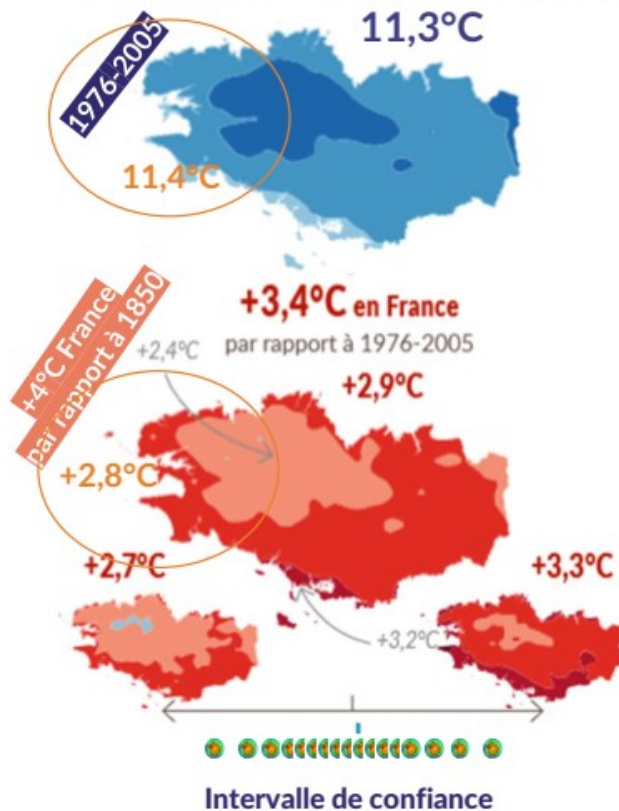 11,3°C
1976-2005
11,4°C
+3,4°C en France
par rapport à 1976-2005
+4°C France
par rapport à 1850
+2,4°C
+2,9°C
+2,8°C
+2,7°C
+3,3°C
+3,2°C
Intervalle de confiance